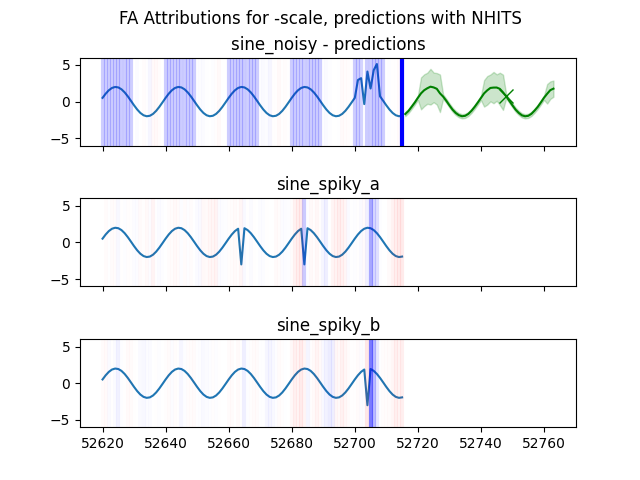 FA Attributions for -scale, predictions with NHITS
sine_noisy - predictions
5
0
−5
sine_spiky_a
5
0
−5
sine_spiky_b
5
0
−5
52620 52640 52660 52680 52700 52720 52740 52760